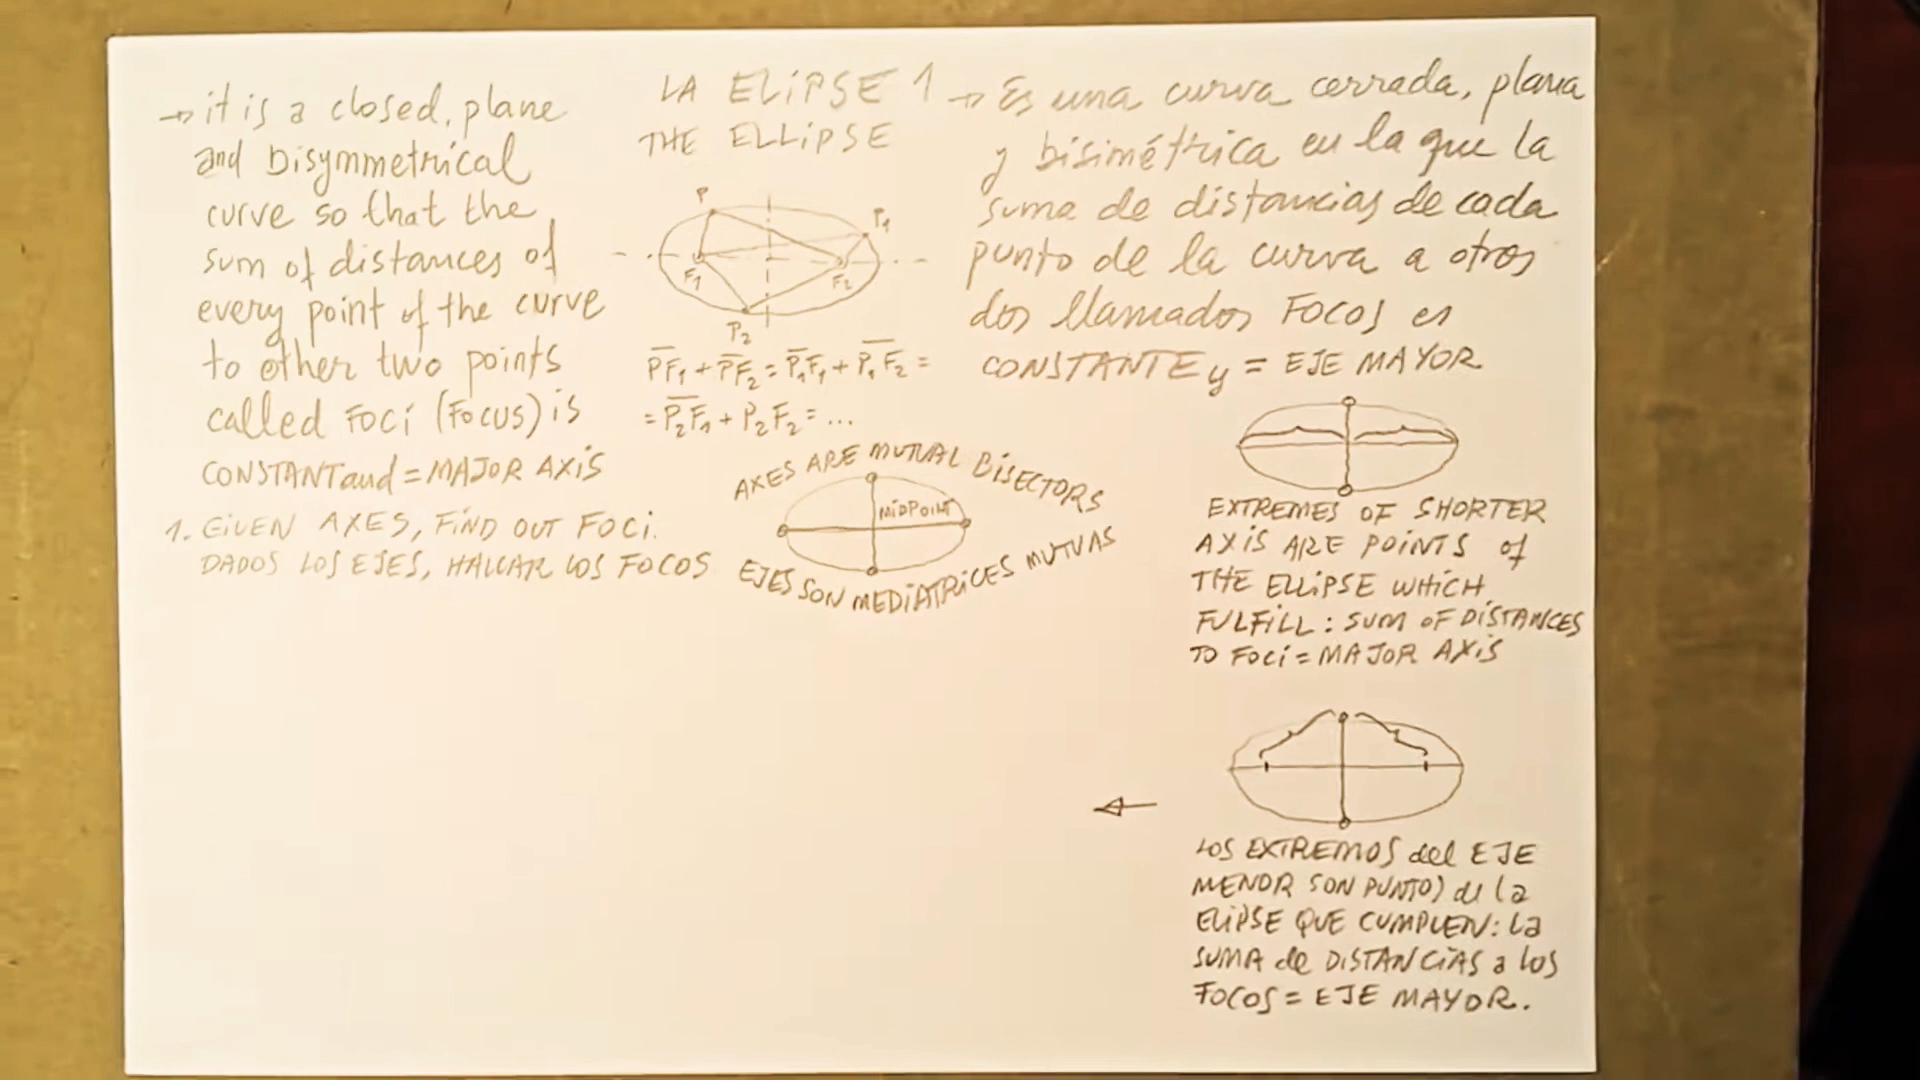 LA ELIPSE 1
THE ELLIPSE
→ it is a closed, plane
and Disymmetrical
curve so that the
sum of distances of
every point of the curve
to other two points
called FOCI (FOCUS) is
CONSTANT and = MAJOR AXIS
→ Es una curva cerrada, plana
y bisimétrica en la que la
suma de distancias de cada
punto de la curva a otros
dos llamados FOCOS es
CONSTANTE y = EJE MAYOR
P
P1
F1
F2
P2
PF1 + PF2 = P1F1 + P1F2 =
= P2F1 + P2F2 = ...
1. GIVEN AXES, FIND OUT FOCI.
DADOS LOS EJES, HALLAR LOS FOCOS
AXES ARE MUTUAL BISECTORS
MIDPOINT
EJES SON MEDIATRICES MUTUAS
EXTREMES OF SHORTER
AXIS ARE POINTS of
THE ELLIPSE WHICH
FULFILL: SUM OF DISTANCES
TO FOCI = MAJOR AXIS
LOS EXTREMOS del EJE
MENOR SON PUNTOS de la
ELIPSE QUE CUMPLEN: La
SUMA de DISTANCIAS a LOS
FOCOS = EJE MAYOR.